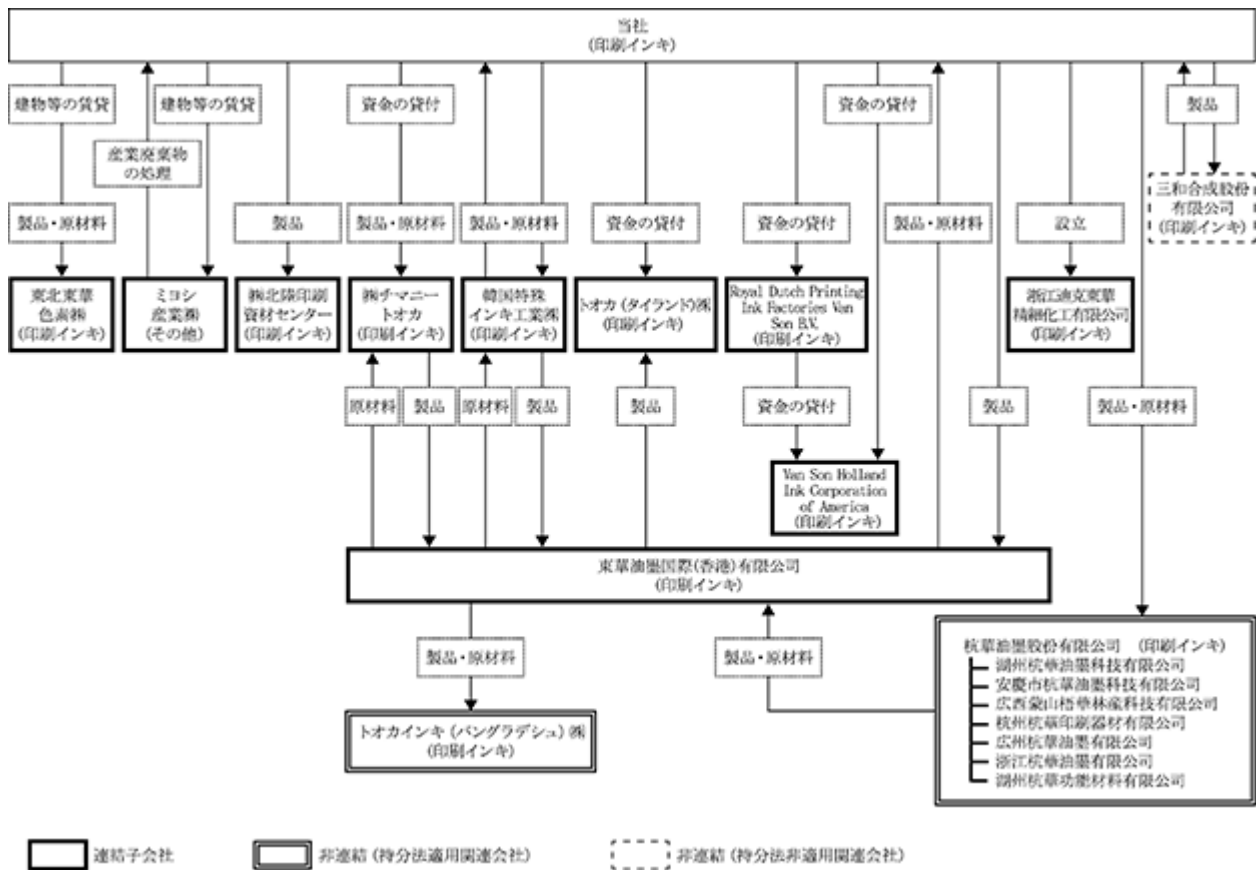 当社
(印刷インキ)
建物等の賃貸
建物等の賃貸
資金の貸付
資金の貸付
製品
産業廃棄物
の処理
三和合成股份
有限公司
(印刷インキ)
製品・原材料
製品
製品・原材料
製品・原材料
資金の貸付
資金の貸付
製品・原材料
設立
東北東華
色素㈱
(印刷インキ)
ミヨシ
産業㈱
(その他)
㈱北陸印刷
資材センター
(印刷インキ)
㈱チマニー
トオカ
(印刷インキ)
韓国特殊
インキ工業㈱
(印刷インキ)
トオカ(タイランド)㈱
(印刷インキ)
Royal Dutch Printing
Ink Factories Van
Son B.V.
(印刷インキ)
浙江迪克東華
精細化工有限公司
(印刷インキ)
原材料
製品
原材料
製品
製品
資金の貸付
製品
製品・原材料
Van Son Holland
Ink Corporation
of America
(印刷インキ)
東華油墨国際(香港)有限公司
(印刷インキ)
製品・原材料
製品・原材料
杭華油墨股份有限公司 (印刷インキ)
湖州杭華油墨科技有限公司
安慶市杭華油墨科技有限公司
広西蒙山梧華林産科技有限公司
杭州杭華印刷器材有限公司
広州杭華油墨有限公司
浙江杭華油墨有限公司
湖州杭華功能材料有限公司
トオカインキ(バングラデシュ)㈱
(印刷インキ)
連結子会社
非連結(持分法適用関連会社)
非連結(持分法非適用関連会社)